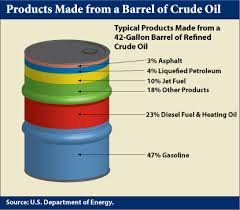 Products Made from a Barrel of Crude Oil
Typical Products Made from a
42-Gallon Barrel of Refined
Crude Oil
3% Asphalt
4% Liquefied Petroleum
10% Jet Fuel
18% Other Products
23% Diesel Fuel & Heating Oil
47% Gasoline
Source: U.S. Department of Energy.